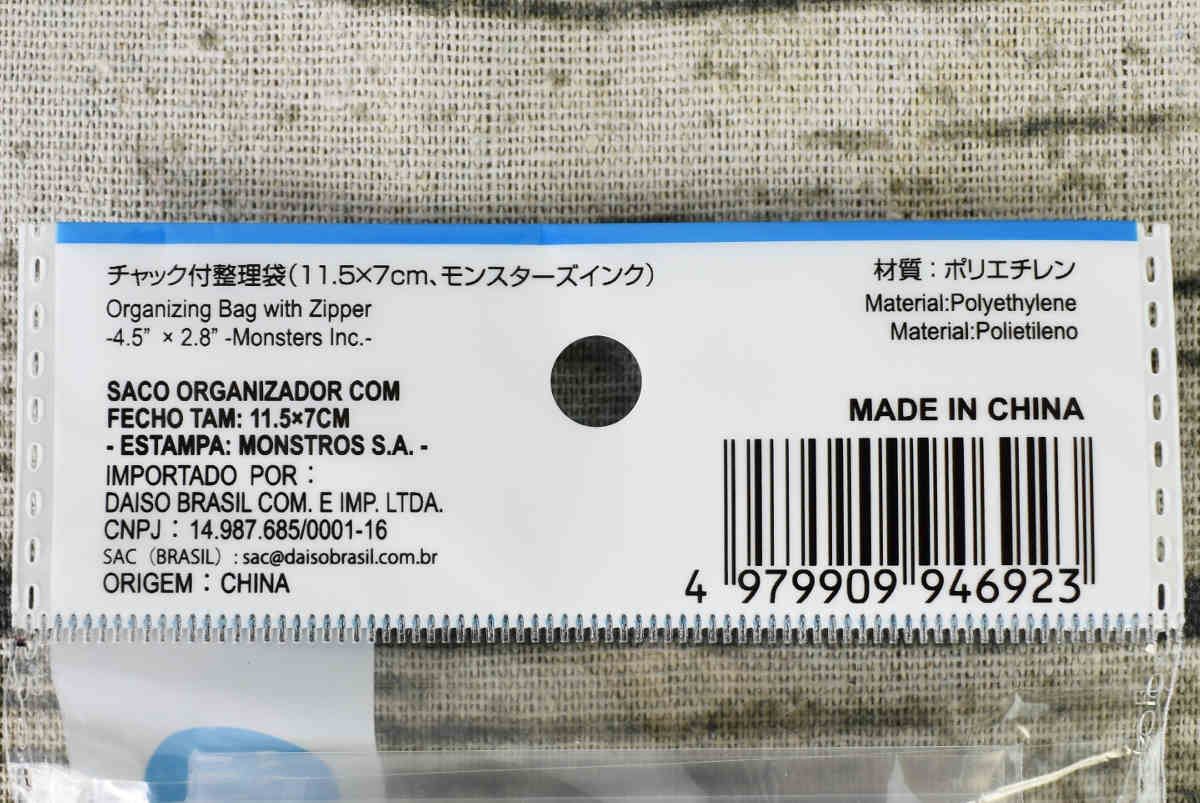 チャック付整理袋(11.5×7cm、モンスターズインク)
Organizing Bag with Zipper
-4.5” × 2.8” -Monsters Inc.-
SACO ORGANIZADOR COM
FECHO TAM: 11.5×7CM
- ESTAMPA: MONSTROS S.A. -
IMPORTADO POR :
DAISO BRASIL COM. E IMP. LTDA.
CNPJ : 14.987.685/0001-16
SAC (BRASIL) : sac@daisobrasil.com.br
ORIGEM : CHINA
材質：ポリエチレン
Material:Polyethylene
Material:Polietileno
MADE IN CHINA
4 979909 946923